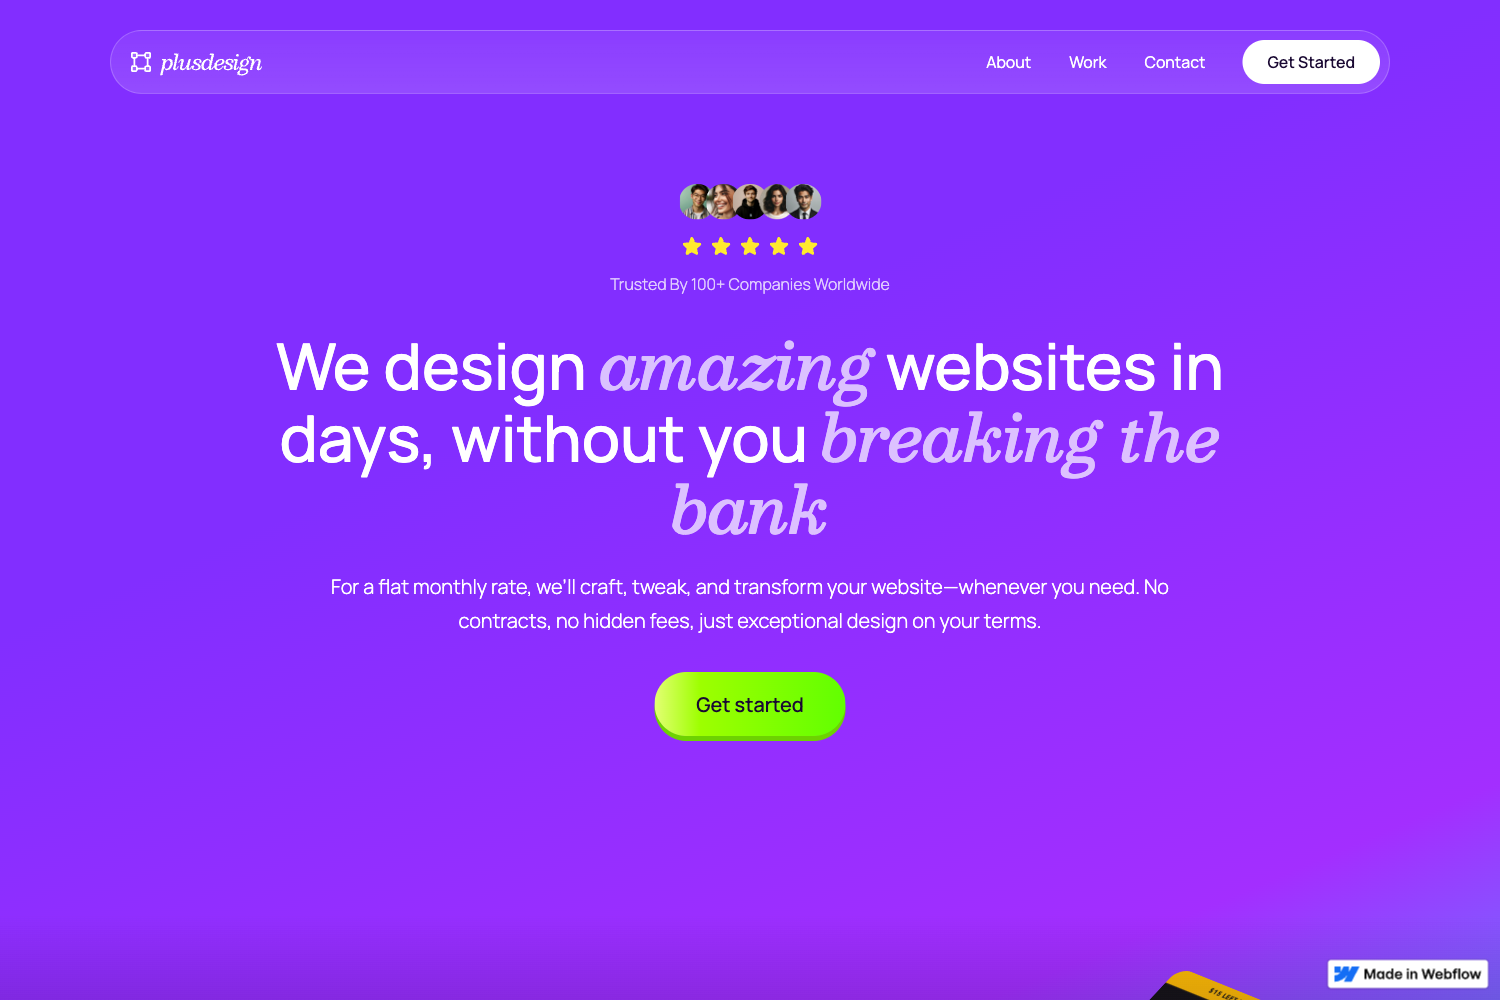 plusdesign
About
Work
Contact
Get Started
Trusted By 100+ Companies Worldwide
We design amazing websites in
days, without you breaking the
bank
For a flat monthly rate, we'll craft, tweak, and transform your website—whenever you need. No
contracts, no hidden fees, just exceptional design on your terms.
Get started
Made in Webflow